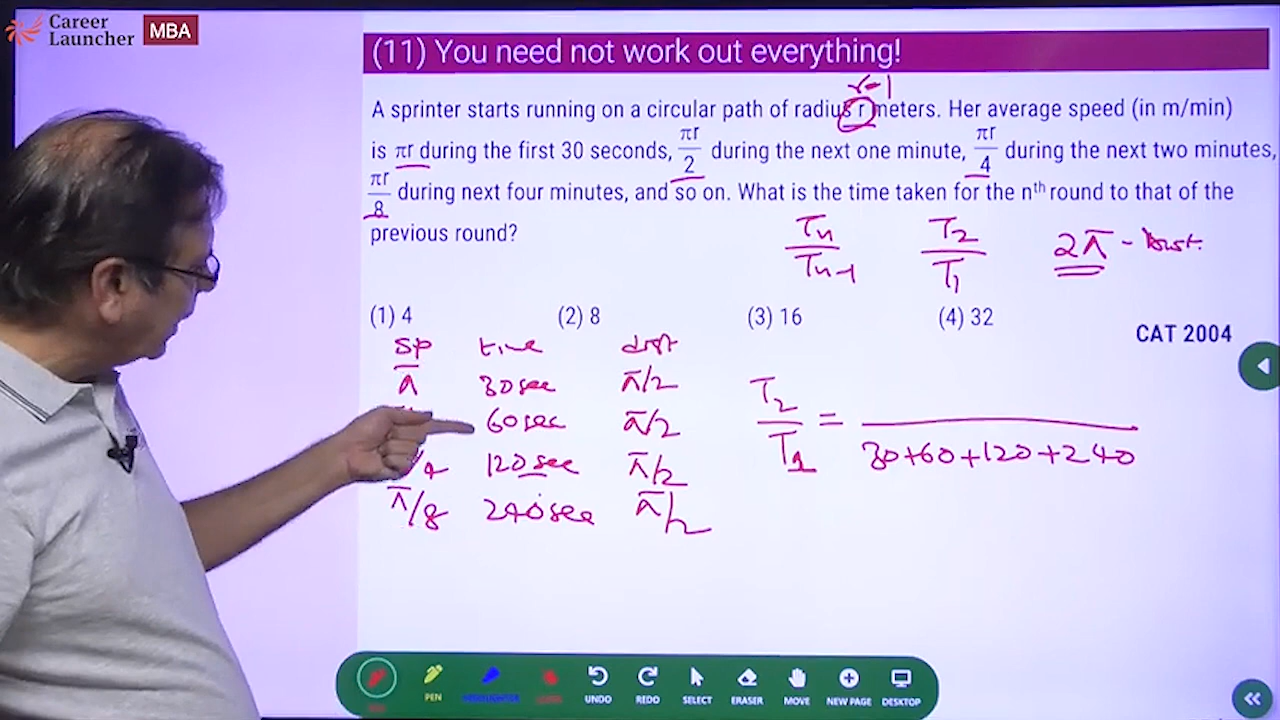 Career
Launcher MBA
(11) You need not work out everything!
r=1
A sprinter starts running on a circular path of radius r meters. Her average speed (in m/min)
is πr during the first 30 seconds, πr/2 during the next one minute, πr/4 during the next two minutes,
πr/8 during next four minutes, and so on. What is the time taken for the nth round to that of the
previous round?
Tn/Tn-1 T2/T1 2π - dist.
(1) 4 (2) 8 (3) 16 (4) 32
CAT 2004
sp time dist
π 30sec π/2
60sec π/2
/4 120sec π/2
π/8 240sec π/2
T2/T1 = /30+60+120+240
PEN
HIGHLIGHTER
UNDO
REDO
SELECT
ERASER
MOVE
NEW PAGE
DESKTOP